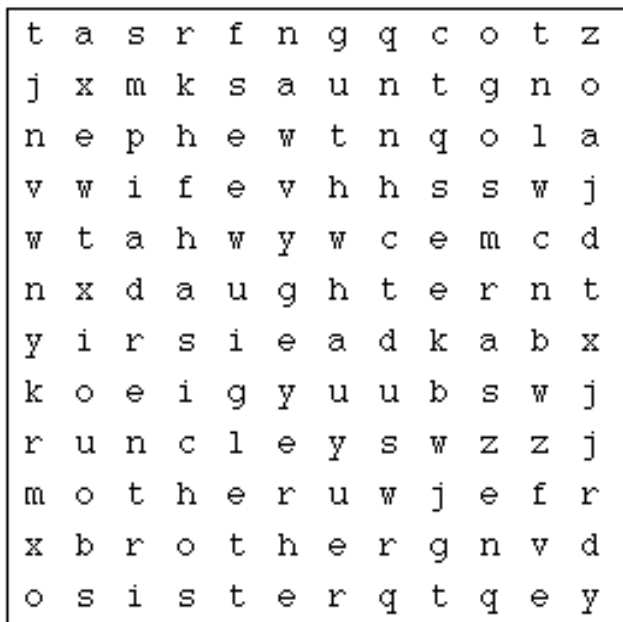 t a s r f n g q c o t z
j x m k s a u n t g n o
n e p h e w t n q o l a
v w i f e v h h s s w j
w t a h w y w c e m c d
n x d a u g h t e r n t
y i r s i e a d k a b x
k o e i g y u u b s w j
r u n c l e y s w z z j
m o t h e r u w j e f r
x b r o t h e r g n v d
o s i s t e r q t q e y